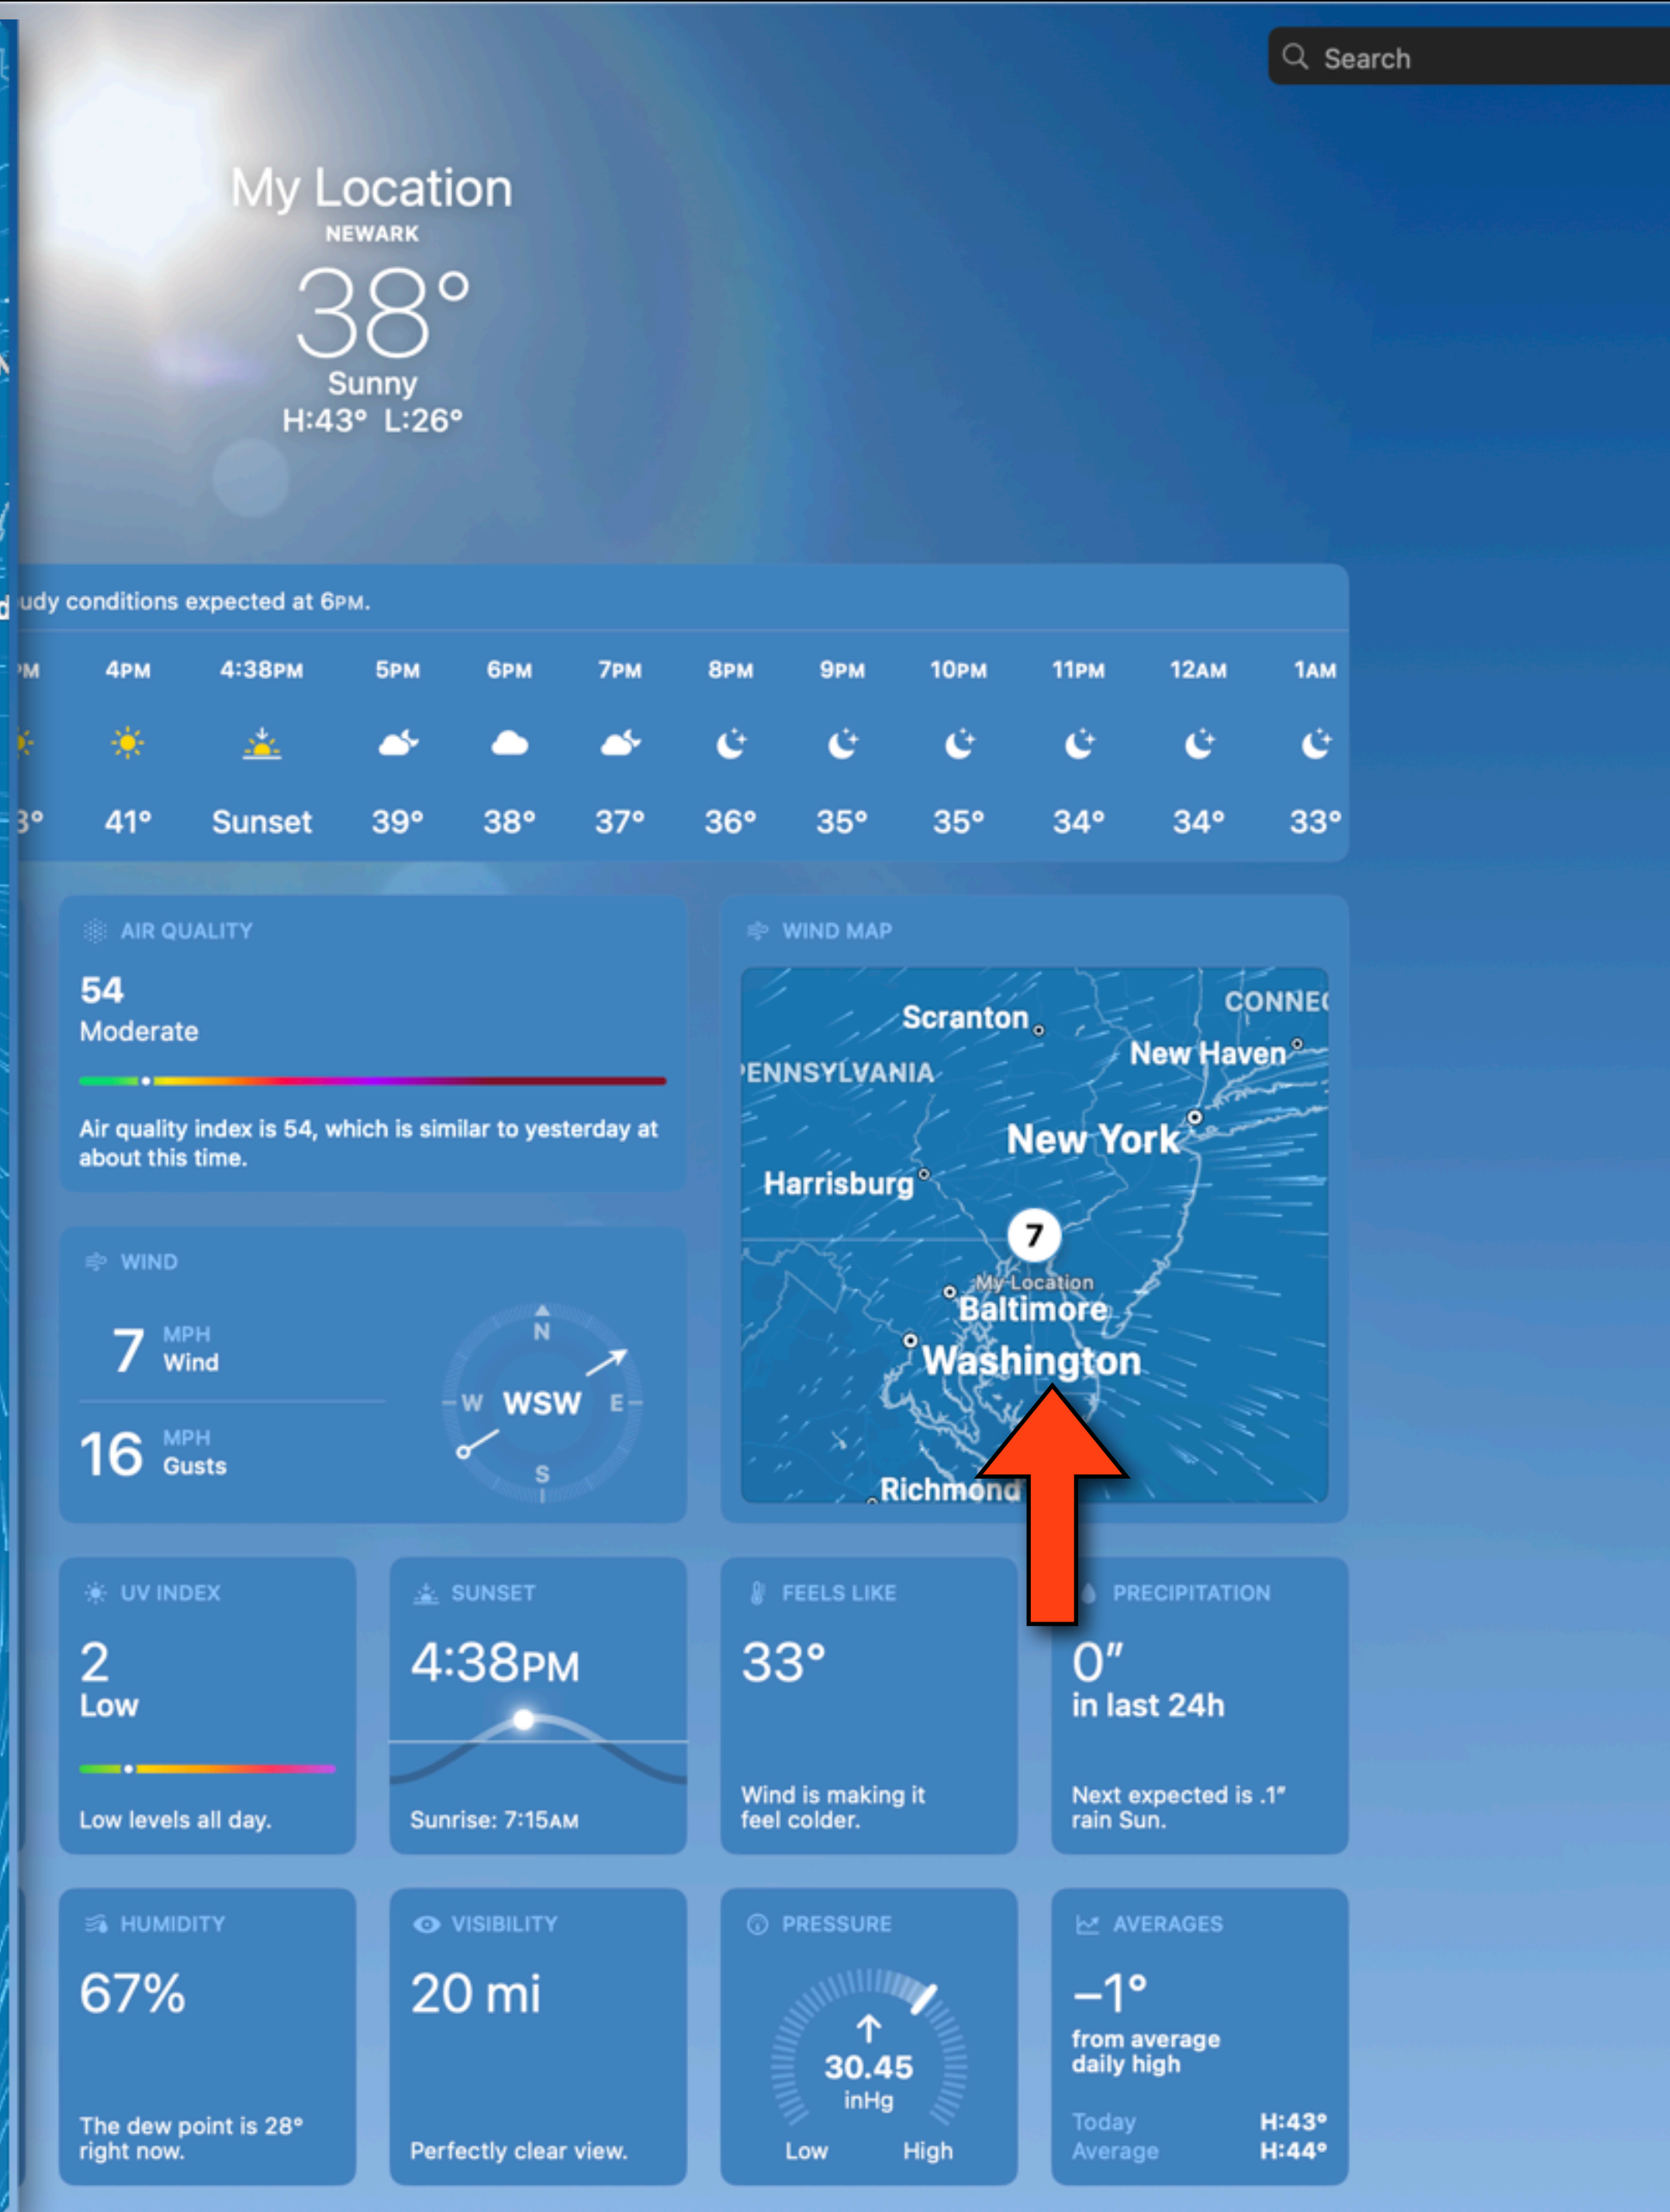 Search
My Location
NEWARK
38°
Sunny
H:43° L:26°
conditions expected at 6PM.
4PM 4:38PM 5PM 6PM 7PM 8PM 9PM 10PM 11PM 12AM 1AM
41° Sunset 39° 38° 37° 36° 35° 35° 34° 34° 33°
AIR QUALITY
54
Moderate
Air quality index is 54, which is similar to yesterday at
about this time.
WIND MAP
Scranton
CONNEC
New Haven
PENNSYLVANIA
New York
Harrisburg
7
My Location
Baltimore
Washington
Richmond
WIND
7 MPH
Wind
16 MPH
Gusts
N
W WSW E
S
UV INDEX
2
Low
Low levels all day.
SUNSET
4:38PM
Sunrise: 7:15AM
FEELS LIKE
33°
Wind is making it
feel colder.
PRECIPITATION
0″
in last 24h
Next expected is .1″
rain Sun.
HUMIDITY
67%
The dew point is 28°
right now.
VISIBILITY
20 mi
Perfectly clear view.
PRESSURE
30.45
inHg
Low High
AVERAGES
–1°
from average
daily high
Today H:43°
Average H:44°